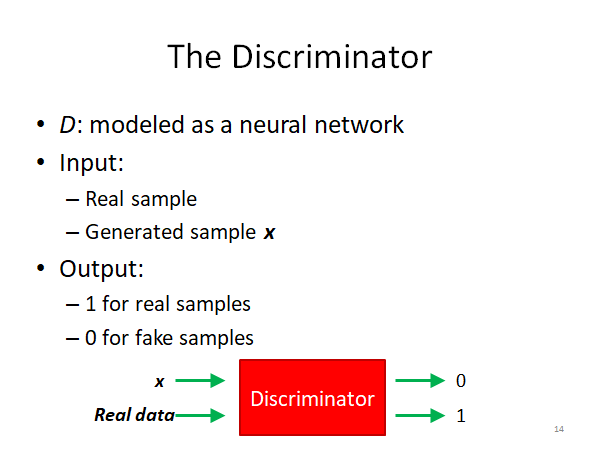 The Discriminator
• D: modeled as a neural network
• Input:
– Real sample
– Generated sample x
• Output:
– 1 for real samples
– 0 for fake samples
x
Discriminator
0
Real data
1
14